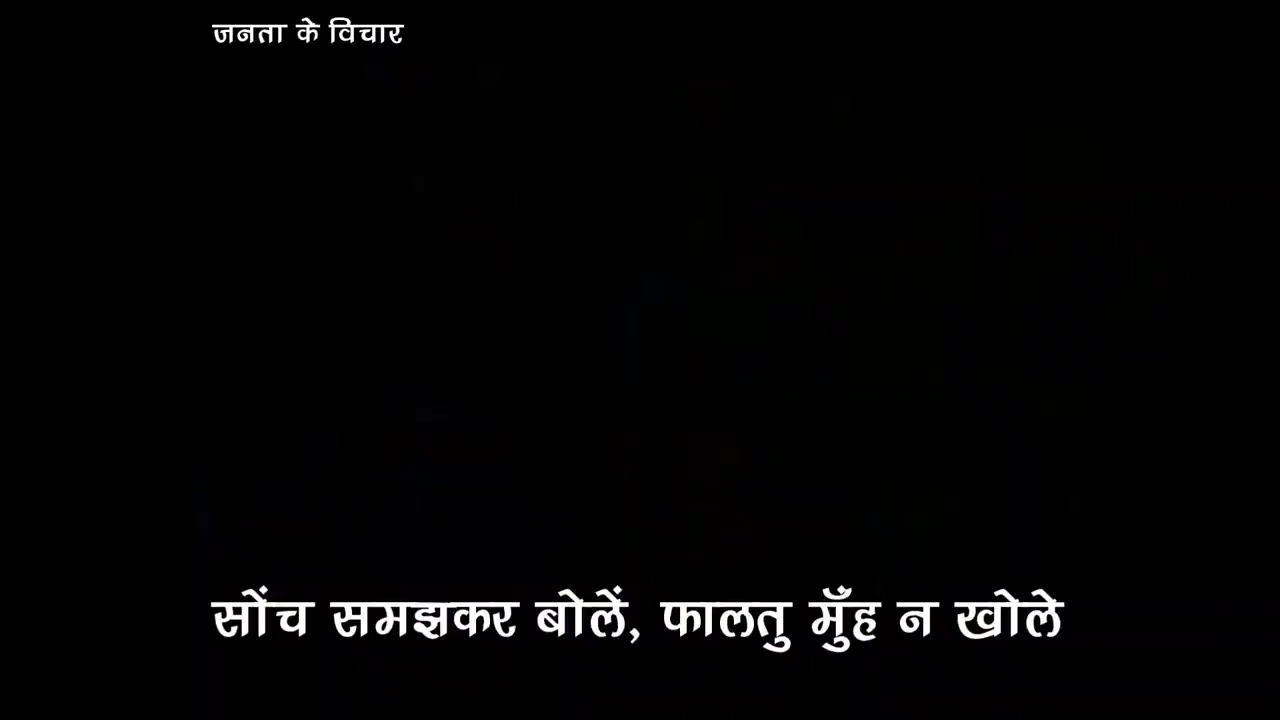 जनता के विचार
सोंच समझकर बोलें, फालतु मुँह न खोले